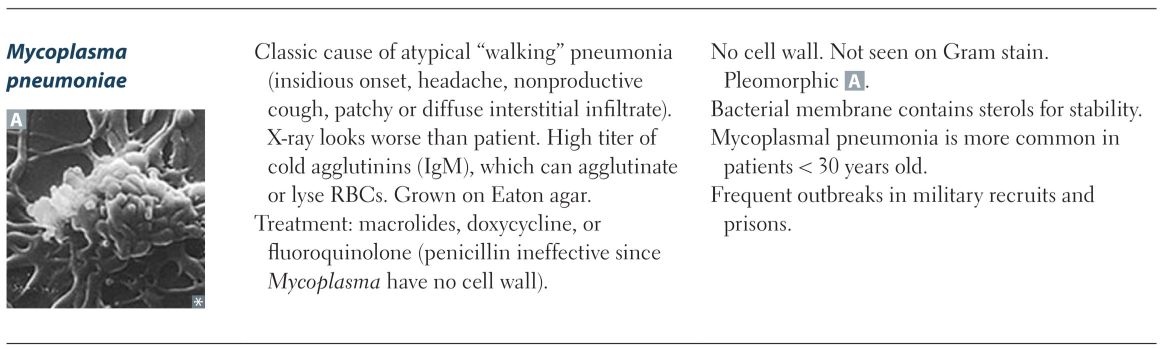 Mycoplasma
pneumoniae
A
*
Classic cause of atypical “walking” pneumonia
(insidious onset, headache, nonproductive
cough, patchy or diffuse interstitial infiltrate).
X-ray looks worse than patient. High titer of
cold agglutinins (IgM), which can agglutinate
or lyse RBCs. Grown on Eaton agar.
Treatment: macrolides, doxycycline, or
fluoroquinolone (penicillin ineffective since
Mycoplasma have no cell wall).
No cell wall. Not seen on Gram stain.
Pleomorphic A.
Bacterial membrane contains sterols for stability.
Mycoplasmal pneumonia is more common in
patients < 30 years old.
Frequent outbreaks in military recruits and
prisons.